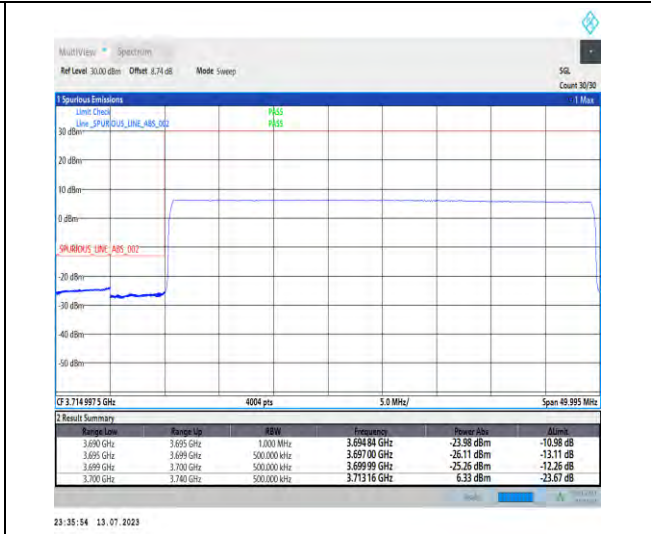 MultiView Spectrum
Ref Level 30.00 dBm Offset 8.74 dB Mode Sweep SGL
Count 30/30
1 Spurious Emissions 1 Max
Limit Check PASS
Line _SPURIOUS_LINE_ABS_002 PASS
30 dBm
20 dBm
10 dBm
0 dBm
_SPURIOUS_LINE_ABS_002
-20 dBm
-30 dBm
-40 dBm
-50 dBm
CF 3.714 997 5 GHz 4004 pts 5.0 MHz/ Span 49.995 MHz
2 Result Summary
Range Low Range Up RBW Frequency Power Abs ΔLimit
3.690 GHz 3.695 GHz 1.000 MHz 3.694 84 GHz -23.98 dBm -10.98 dB
3.695 GHz 3.699 GHz 500.000 kHz 3.697 00 GHz -26.11 dBm -13.11 dB
3.699 GHz 3.700 GHz 500.000 kHz 3.699 99 GHz -25.26 dBm -12.26 dB
3.700 GHz 3.740 GHz 500.000 kHz 3.713 16 GHz 6.33 dBm -23.67 dB
23:35:54 13.07.2023